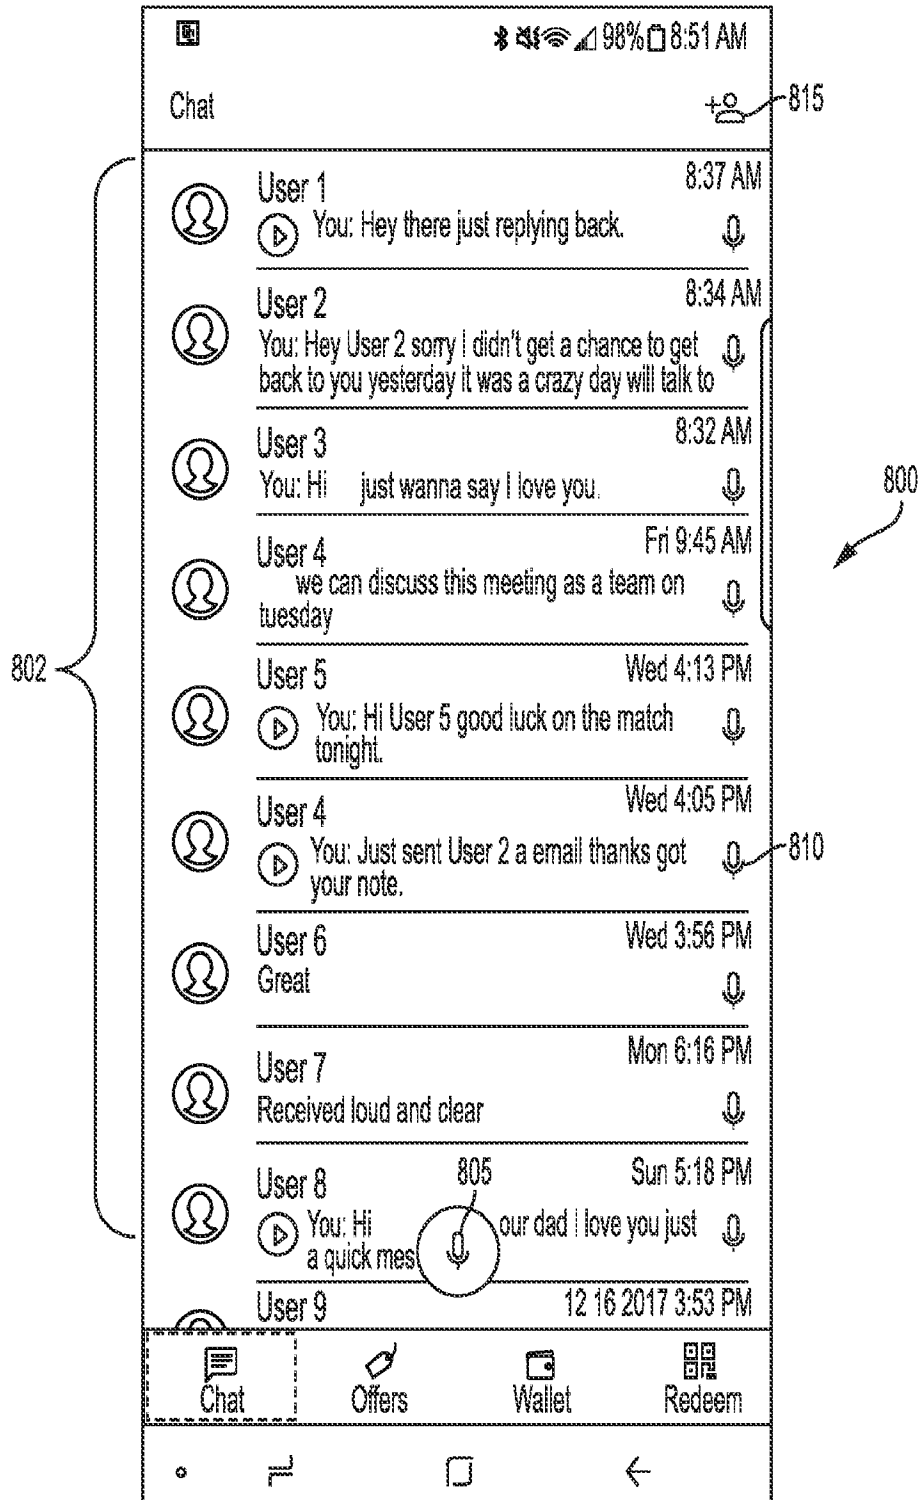 98% 8:51 AM
Chat
815
User 1 8:37 AM
You: Hey there just replying back.
User 2 8:34 AM
You: Hey User 2 sorry I didn't get a chance to get
back to you yesterday it was a crazy day will talk to
User 3 8:32 AM
You: Hi just wanna say I love you.
800
User 4 Fri 9:45 AM
we can discuss this meeting as a team on
tuesday
802
User 5 Wed 4:13 PM
You: Hi User 5 good luck on the match
tonight.
User 4 Wed 4:05 PM
You: Just sent User 2 a email thanks got
your note.
810
User 6 Wed 3:56 PM
Great
User 7 Mon 6:16 PM
Received loud and clear
805
User 8 Sun 5:18 PM
You: Hi our dad I love you just
a quick mes
User 9 12 16 2017 3:53 PM
Chat Offers Wallet Redeem